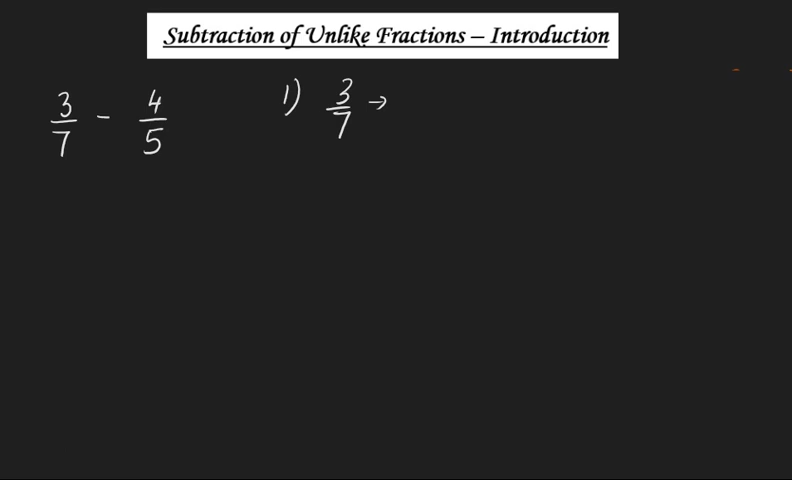 Subtraction of Unlike Fractions – Introduction
3/7 - 4/5
1) 3/7 →